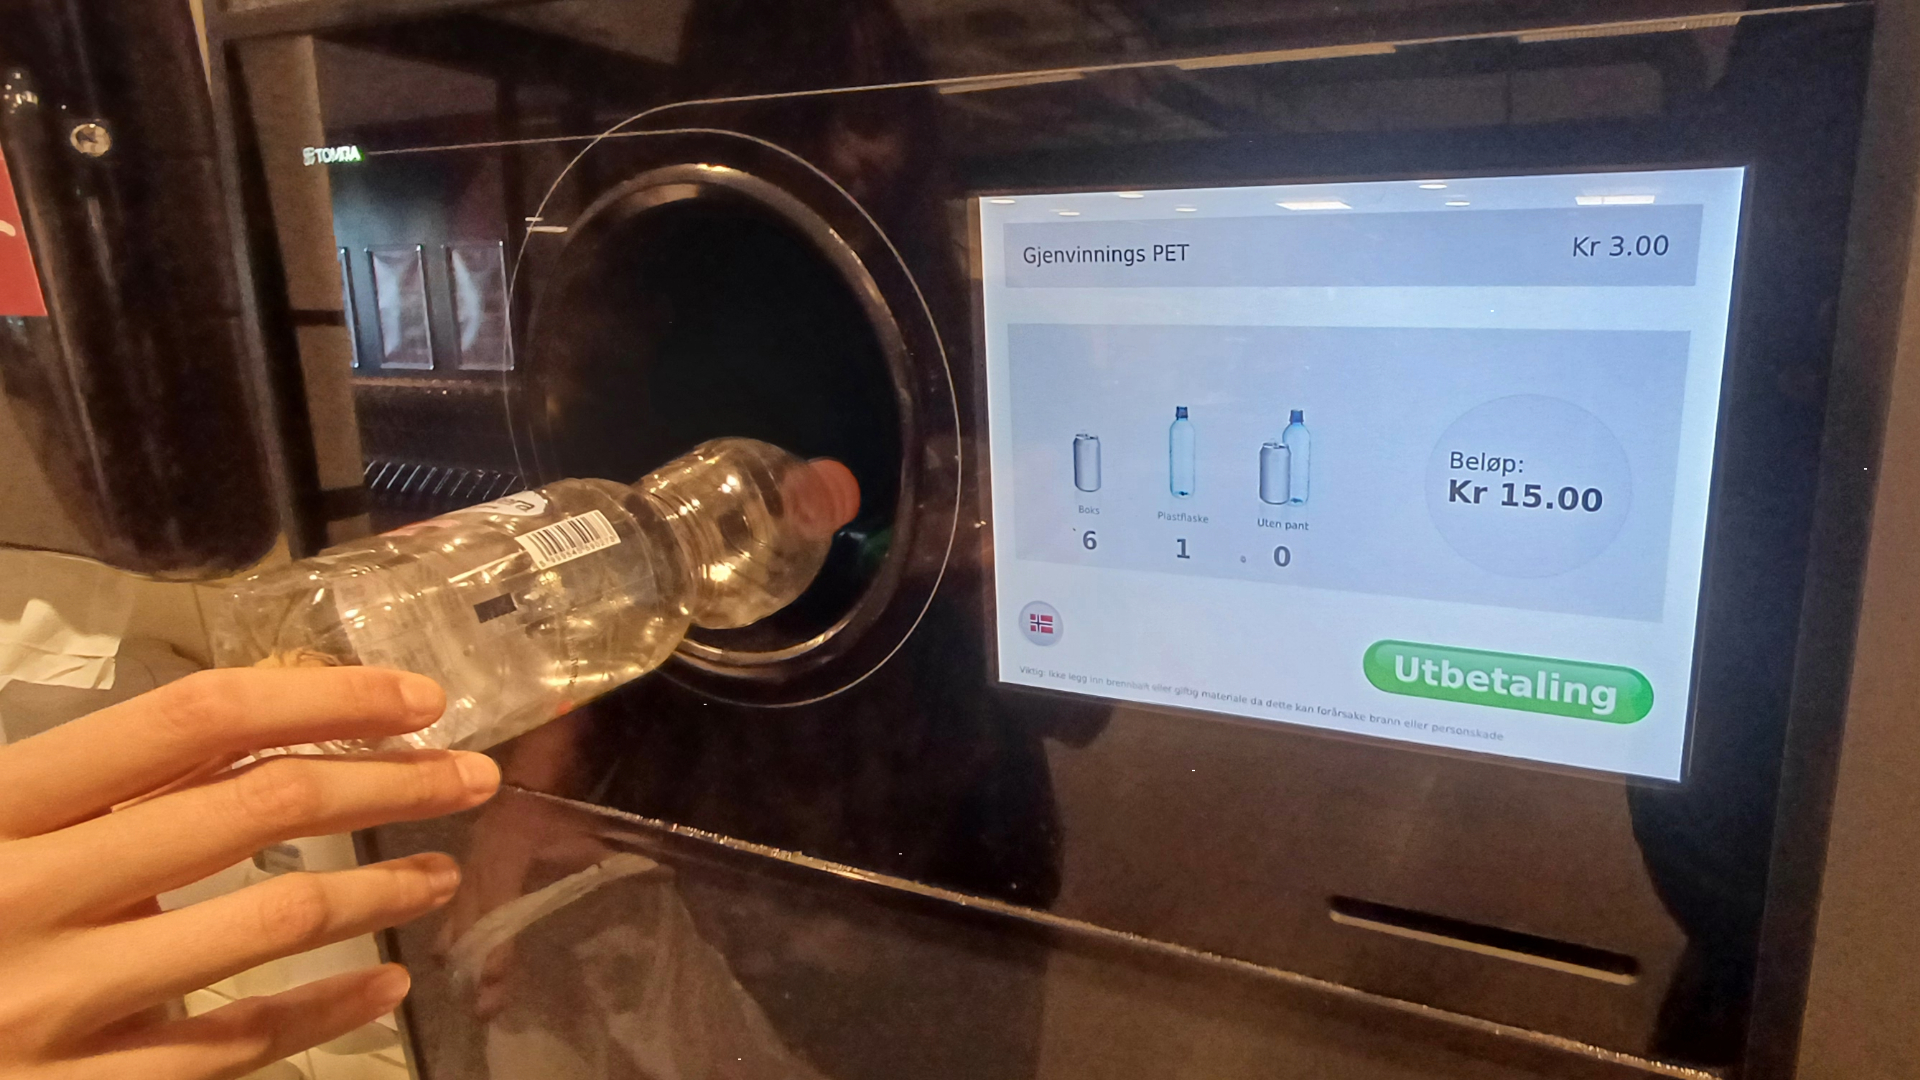 TOMRA
Gjenvinnings PET
Kr 3.00
Boks
6
Plastflaske
1
Uten pant
0
Beløp:
Kr 15.00
Utbetaling
Viktig: Ikke legg inn brennbart eller giftig materiale da dette kan forårsake brann eller personskade